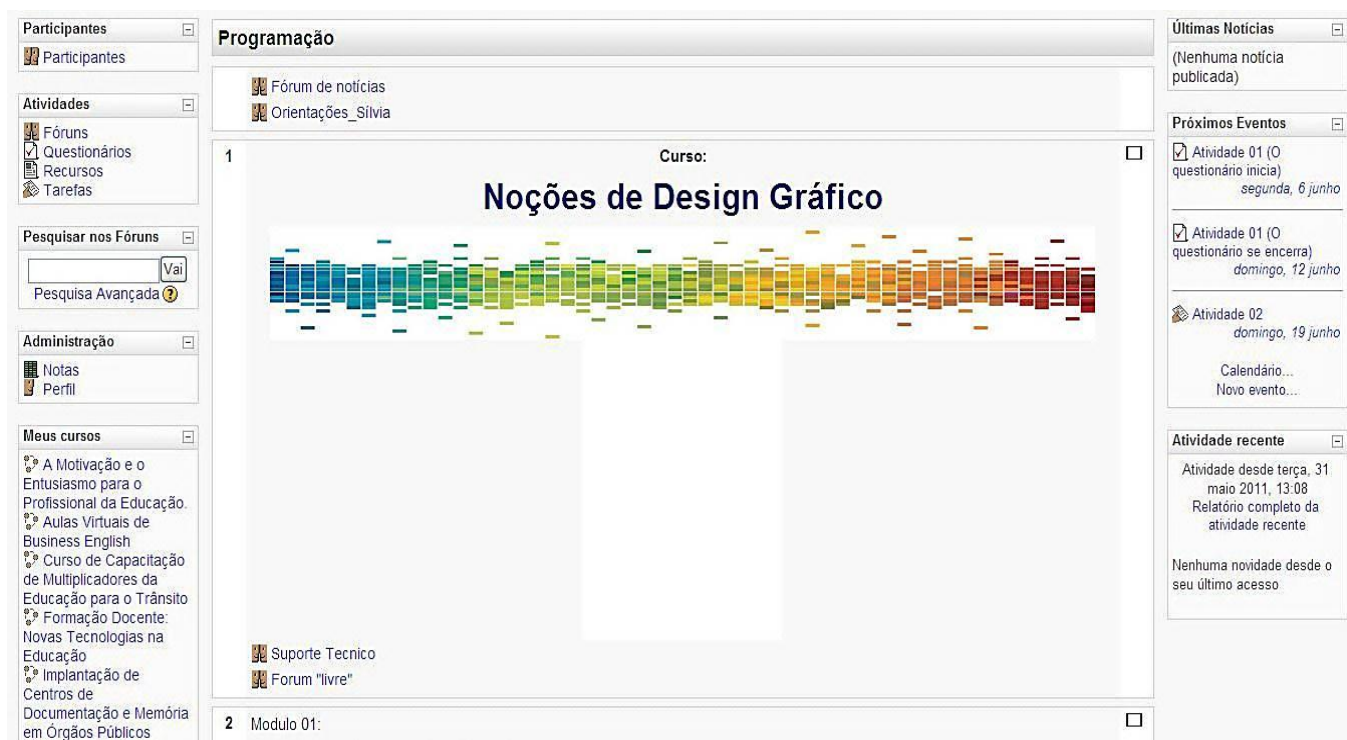 Participantes
Participantes
Atividades
Fóruns
Questionários
Recursos
Tarefas
Pesquisar nos Fóruns
Vai
Pesquisa Avançada ?
Administração
Notas
Perfil
Meus cursos
A Motivação e o
Entusiasmo para o
Profissional da Educação.
Aulas Virtuais de
Business English
Curso de Capacitação
de Multiplicadores da
Educação para o Trânsito
Formação Docente:
Novas Tecnologias na
Educação
Implantação de
Centros de
Documentação e Memória
em Órgãos Públicos
Programação
Fórum de notícias
Orientações_Sílvia
1
Curso:
Noções de Design Gráfico
Suporte Tecnico
Forum "livre"
2 Modulo 01:
Últimas Notícias
(Nenhuma notícia
publicada)
Próximos Eventos
Atividade 01 (O
questionário inicia)
segunda, 6 junho
Atividade 01 (O
questionário se encerra)
domingo, 12 junho
Atividade 02
domingo, 19 junho
Calendário...
Novo evento...
Atividade recente
Atividade desde terça, 31
maio 2011, 13:08
Relatório completo da
atividade recente
Nenhuma novidade desde o
seu último acesso